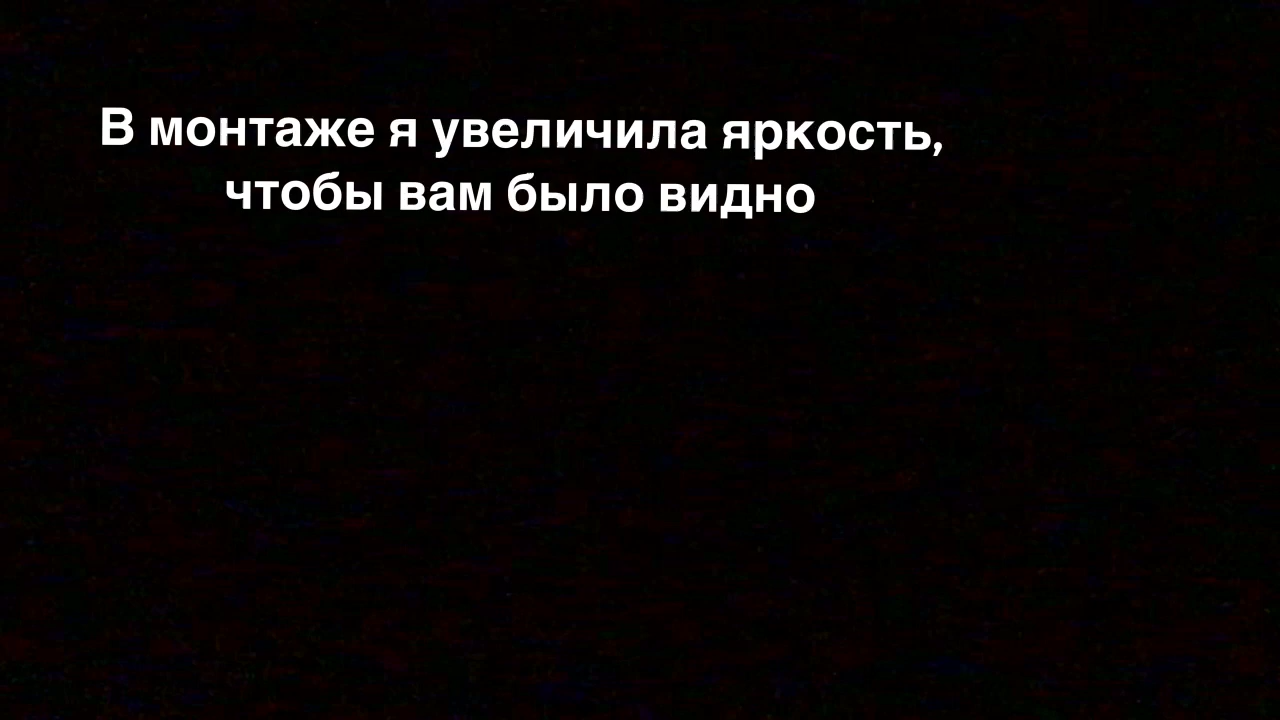 В монтаже я увеличила яркость,
чтобы вам было видно